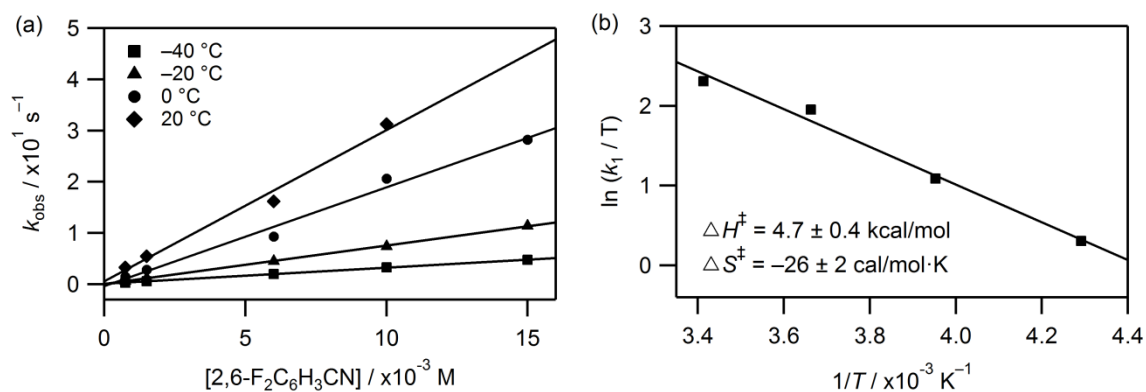 (a)
5
4
3
2
1
0
k_obs / x10¹ s⁻¹
–40 °C
–20 °C
0 °C
20 °C
0
5
10
15
[2,6-F₂C₆H₃CN] / x10⁻³ M
(b)
3
2
1
0
ln (k₁ / T)
△H‡ = 4.7 ± 0.4 kcal/mol
△S‡ = –26 ± 2 cal/mol·K
3.4
3.6
3.8
4.0
4.2
4.4
1/T / x10⁻³ K⁻¹